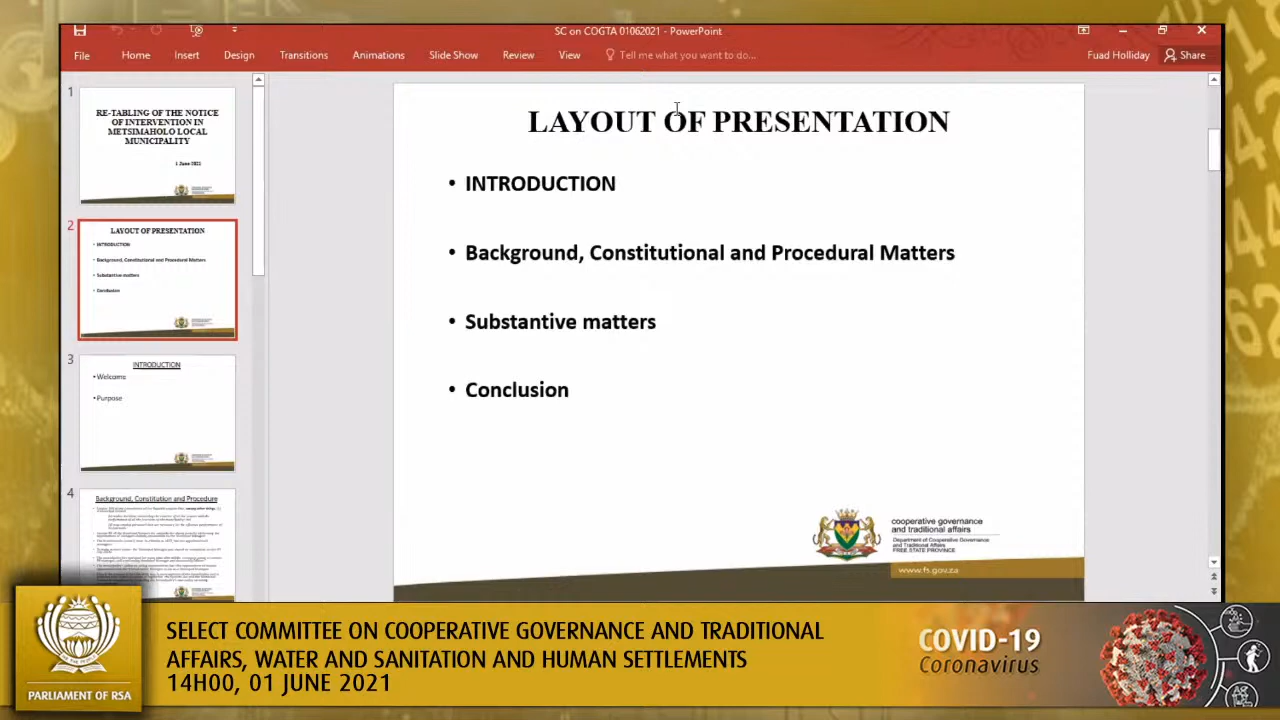 SC on COGTA 01062021 - PowerPoint
File Home Insert Design Transitions Animations Slide Show Review View Tell me what you want to do... Fuad Holliday Share
1
RE-TABLING OF THE NOTICE
OF INTERVENTION IN
METSIMAHOLO LOCAL
MUNICIPALITY
1 June 2021
2
LAYOUT OF PRESENTATION
• INTRODUCTION
• Background, Constitutional and Procedural Matters
• Substantive matters
• Conclusion
3
INTRODUCTION
•Welcome
•Purpose
4
Background, Constitution and Procedure
LAYOUT OF PRESENTATION
• INTRODUCTION
• Background, Constitutional and Procedural Matters
• Substantive matters
• Conclusion
cooperative governance
and traditional affairs
Department of Cooperative Governance
and Traditional Affairs
FREE STATE PROVINCE
www.fs.gov.za
PARLIAMENT OF RSA
SELECT COMMITTEE ON COOPERATIVE GOVERNANCE AND TRADITIONAL
AFFAIRS, WATER AND SANITATION AND HUMAN SETTLEMENTS
14H00, 01 JUNE 2021
COVID-19
Coronavirus